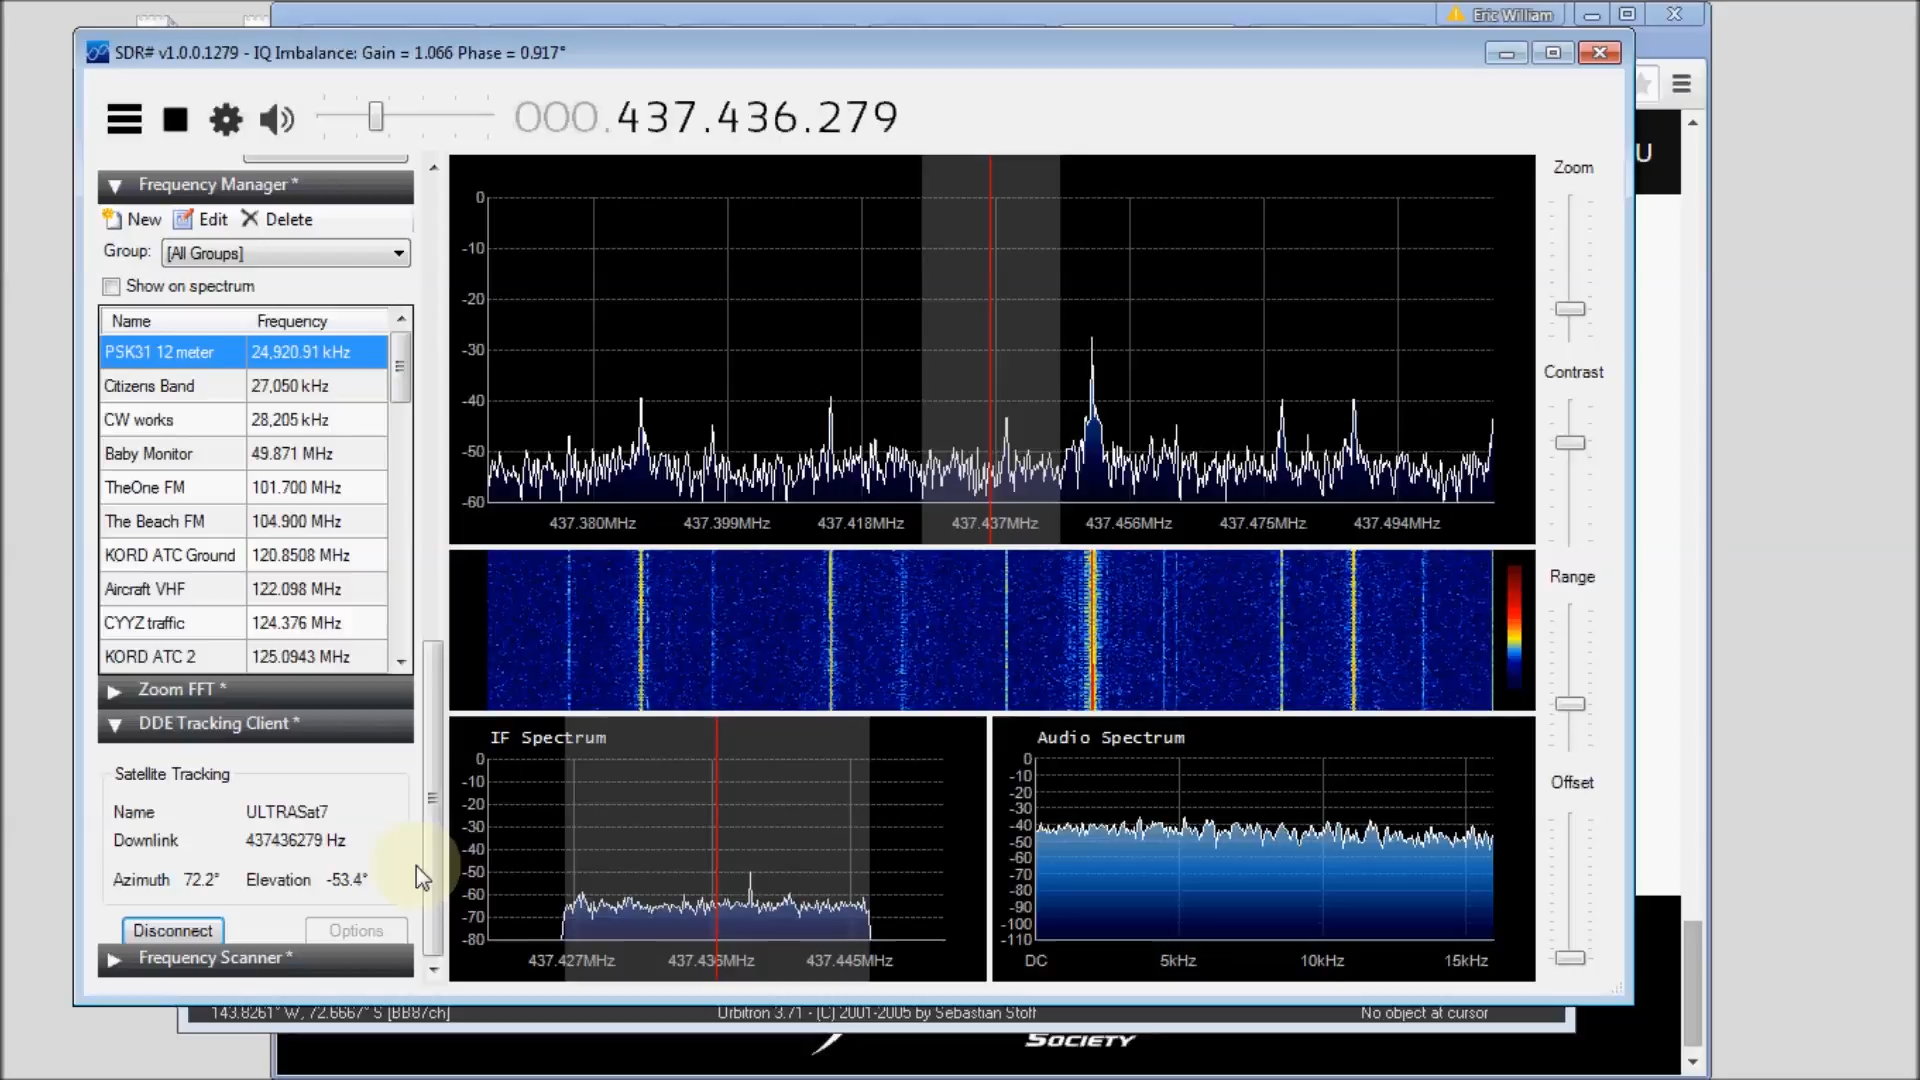 Eric William
SDR# v1.0.0.1279 - IQ Imbalance: Gain = 1.066 Phase = 0.917°
000.437.436.279
U
Frequency Manager *
New Edit Delete
Group: [All Groups]
Show on spectrum
Name Frequency
PSK31 12 meter 24,920.91 kHz
Citizens Band 27,050 kHz
CW works 28,205 kHz
Baby Monitor 49.871 MHz
TheOne FM 101.700 MHz
The Beach FM 104.900 MHz
KORD ATC Ground 120.8508 MHz
Aircraft VHF 122.098 MHz
CYYZ traffic 124.376 MHz
KORD ATC 2 125.0943 MHz
Zoom FFT *
DDE Tracking Client *
Satellite Tracking
Name ULTRASat7
Downlink 437436279 Hz
Azimuth 72.2° Elevation -53.4°
Disconnect Options
Frequency Scanner *
0
-10
-20
-30
-40
-50
-60
437.380MHz 437.399MHz 437.418MHz 437.437MHz 437.456MHz 437.475MHz 437.494MHz
IF Spectrum
0
-10
-20
-30
-40
-50
-60
-70
-80
437.427MHz 437.436MHz 437.445MHz
Audio Spectrum
0
-10
-20
-30
-40
-50
-60
-70
-80
-90
-100
-110
DC 5kHz 10kHz 15kHz
Zoom
Contrast
Range
Offset
143.8261° W, 72.6667° S [BB87ch] Orbitron 3.71 - (C) 2001-2005 by Sebastian Stoff No object at cursor
SOCIETY